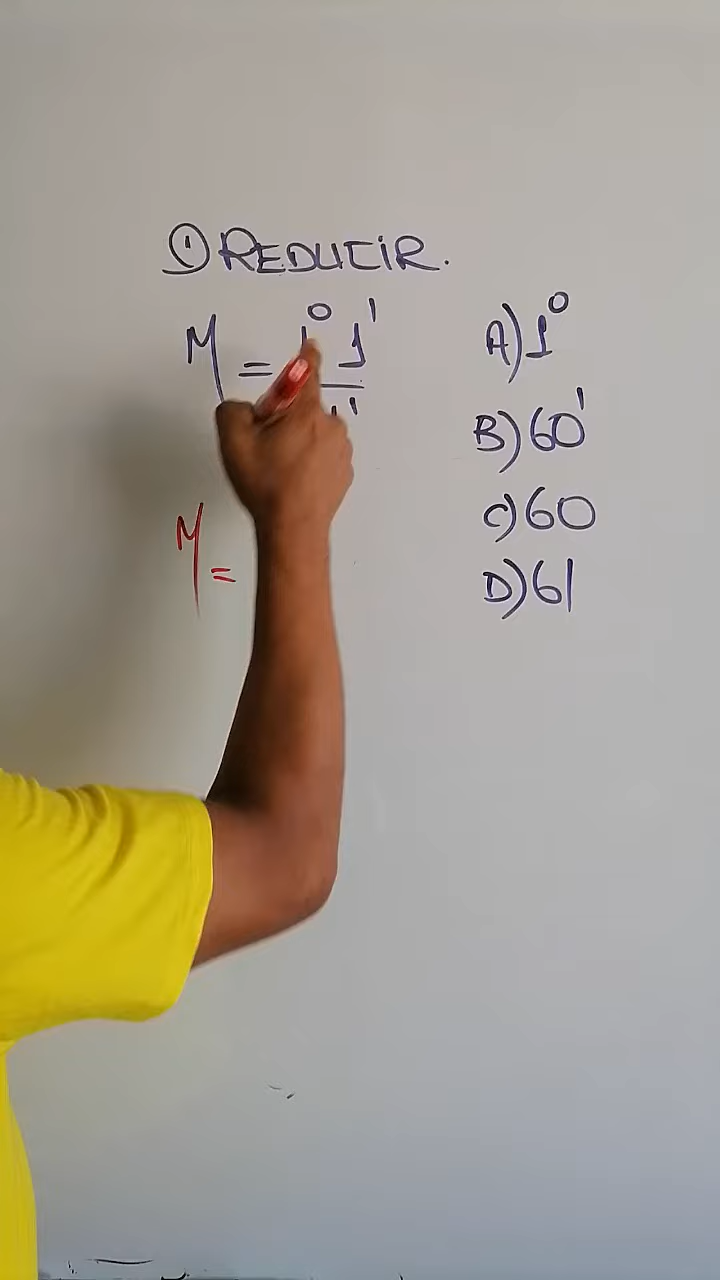 ① REDUCIR.
M = 1° 1'
1'
A) 1°
B) 60'
C) 60
D) 61
M =